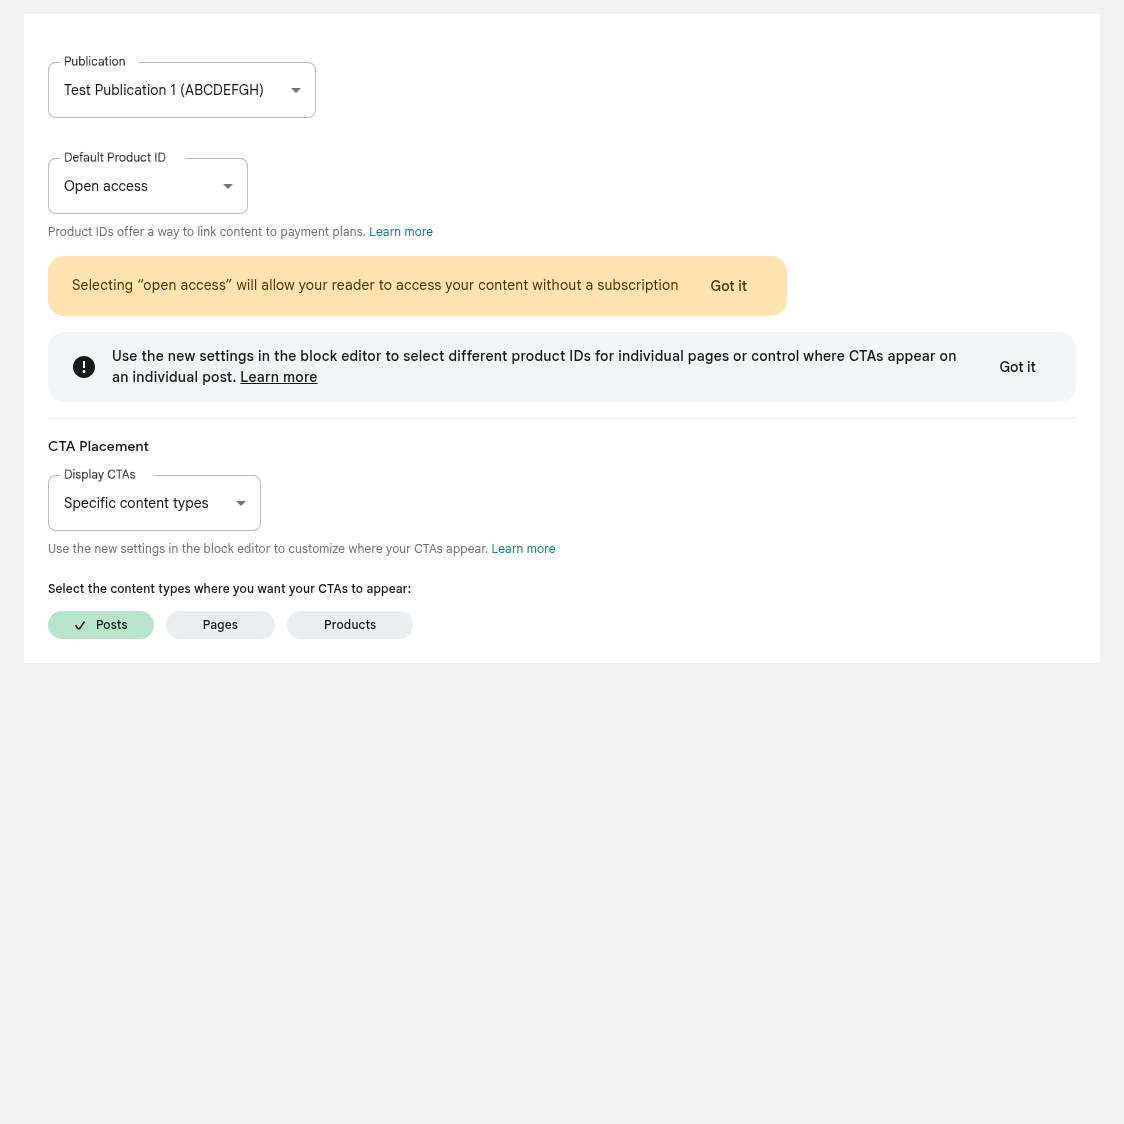 Publication
Test Publication 1 (ABCDEFGH)
Default Product ID
Open access
Product IDs offer a way to link content to payment plans. Learn more
Selecting “open access” will allow your reader to access your content without a subscription
Got it
Use the new settings in the block editor to select different product IDs for individual pages or control where CTAs appear on
an individual post. Learn more
Got it
CTA Placement
Display CTAs
Specific content types
Use the new settings in the block editor to customize where your CTAs appear. Learn more
Select the content types where you want your CTAs to appear:
Posts
Pages
Products